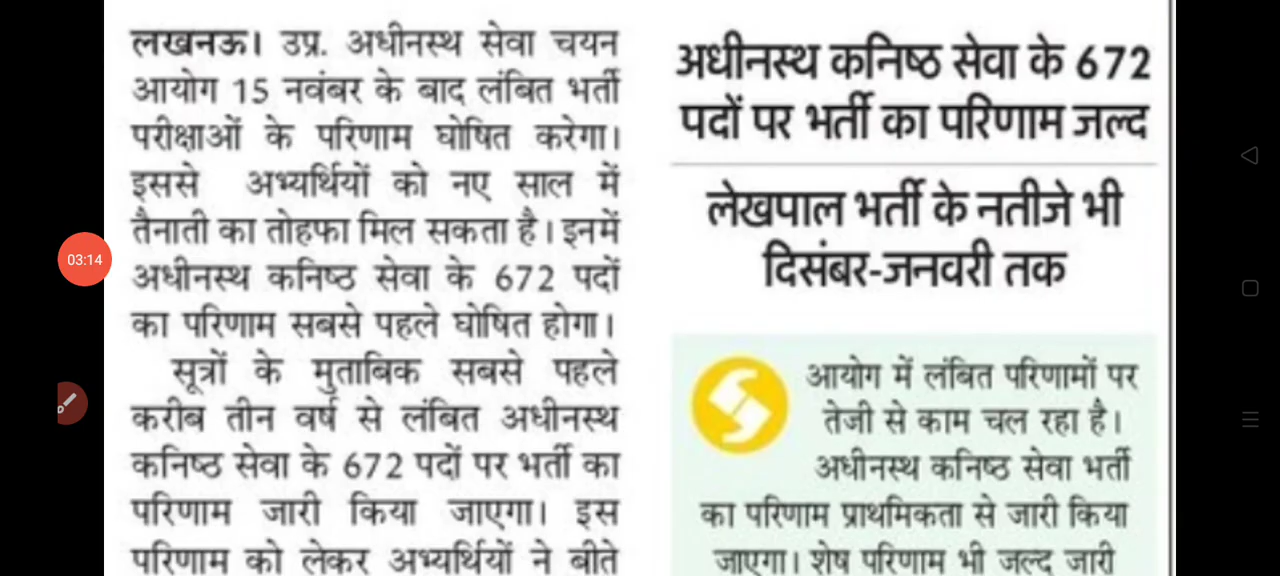 लखनऊ। उप्र. अधीनस्थ सेवा चयन
आयोग 15 नवंबर के बाद लंबित भर्ती
परीक्षाओं के परिणाम घोषित करेगा।
इससे अभ्यर्थियों को नए साल में
तैनाती का तोहफा मिल सकता है। इनमें
अधीनस्थ कनिष्ठ सेवा के 672 पदों
का परिणाम सबसे पहले घोषित होगा।
सूत्रों के मुताबिक सबसे पहले
करीब तीन वर्ष से लंबित अधीनस्थ
कनिष्ठ सेवा के 672 पदों पर भर्ती का
परिणाम जारी किया जाएगा। इस
परिणाम को लेकर अभ्यर्थियों ने बीते
अधीनस्थ कनिष्ठ सेवा के 672
पदों पर भर्ती का परिणाम जल्द
लेखपाल भर्ती के नतीजे भी
दिसंबर-जनवरी तक
आयोग में लंबित परिणामों पर
तेजी से काम चल रहा है।
अधीनस्थ कनिष्ठ सेवा भर्ती
का परिणाम प्राथमिकता से जारी किया
जाएगा। शेष परिणाम भी जल्द जारी
03:14